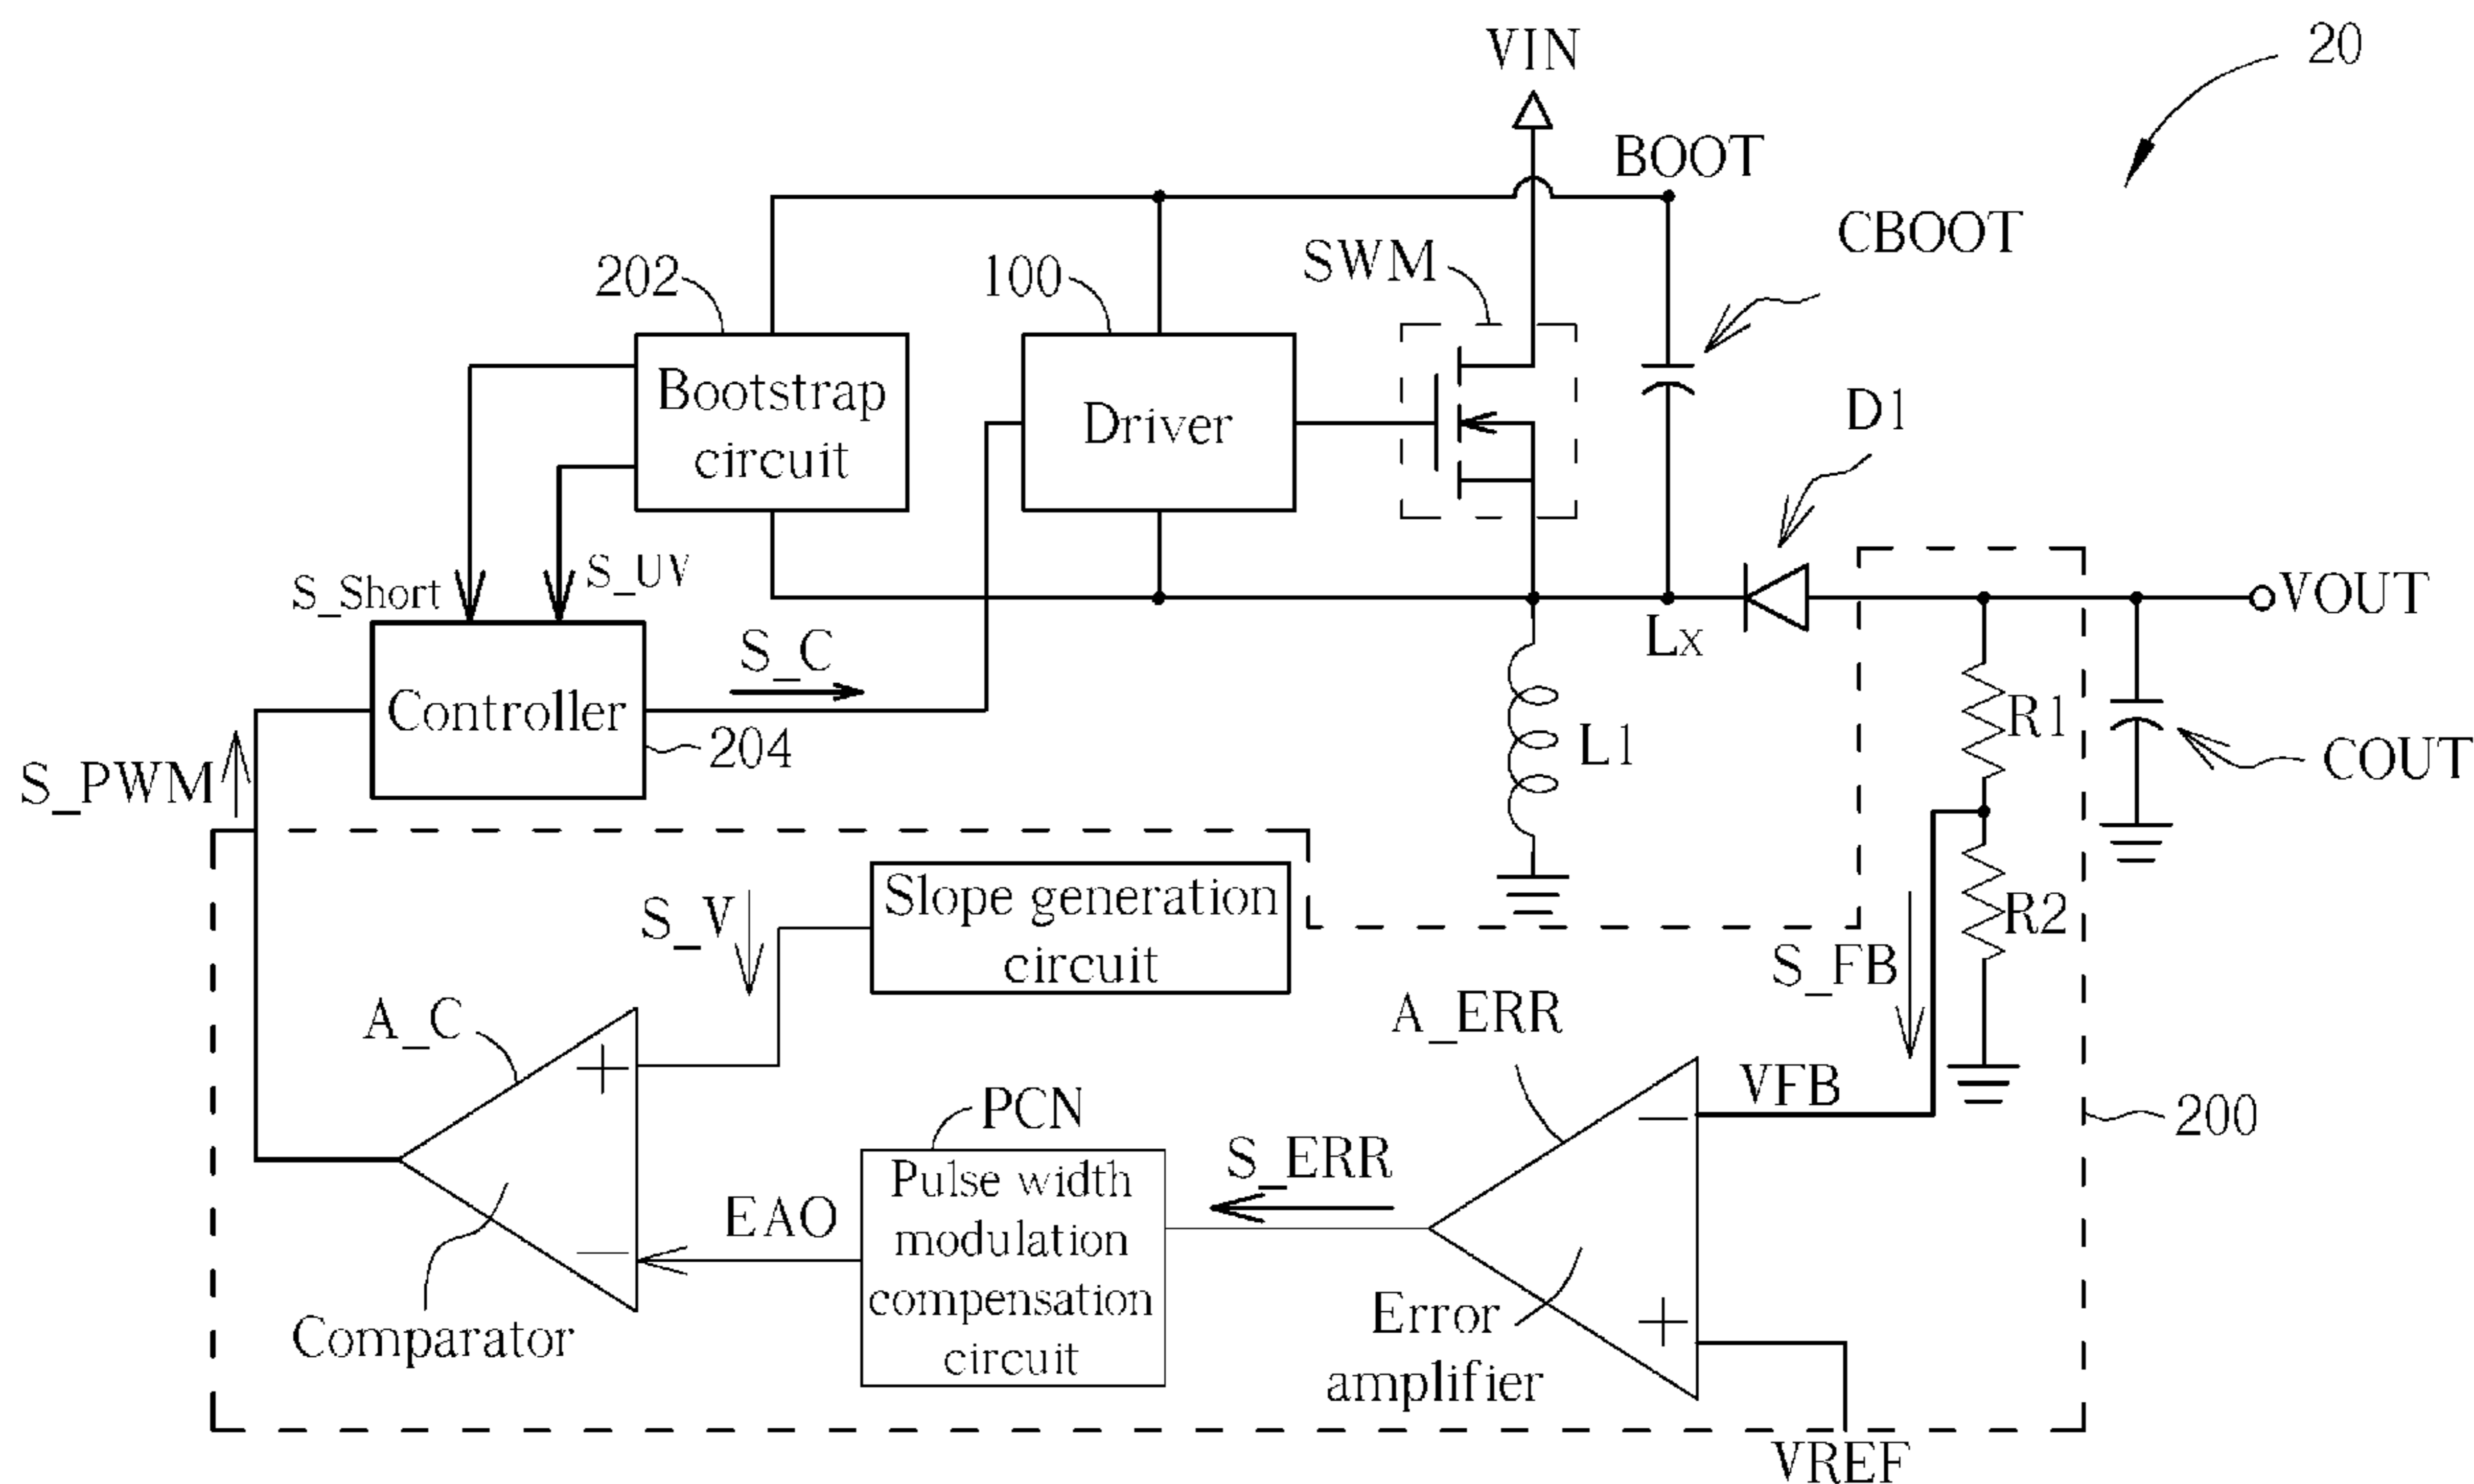 20
VIN
BOOT
CBOOT
SWM
202
100
Bootstrap
circuit
Driver
D1
S_Short
S_UV
VOUT
Lx
S_C
Controller
204
S_PWM
L1
R1
COUT
Slope generation
circuit
S_V
R2
S_FB
A_C
+
A_ERR
VFB
−
200
PCN
Pulse width
modulation
compensation
circuit
S_ERR
EAO
−
Comparator
Error
amplifier
+
VREF